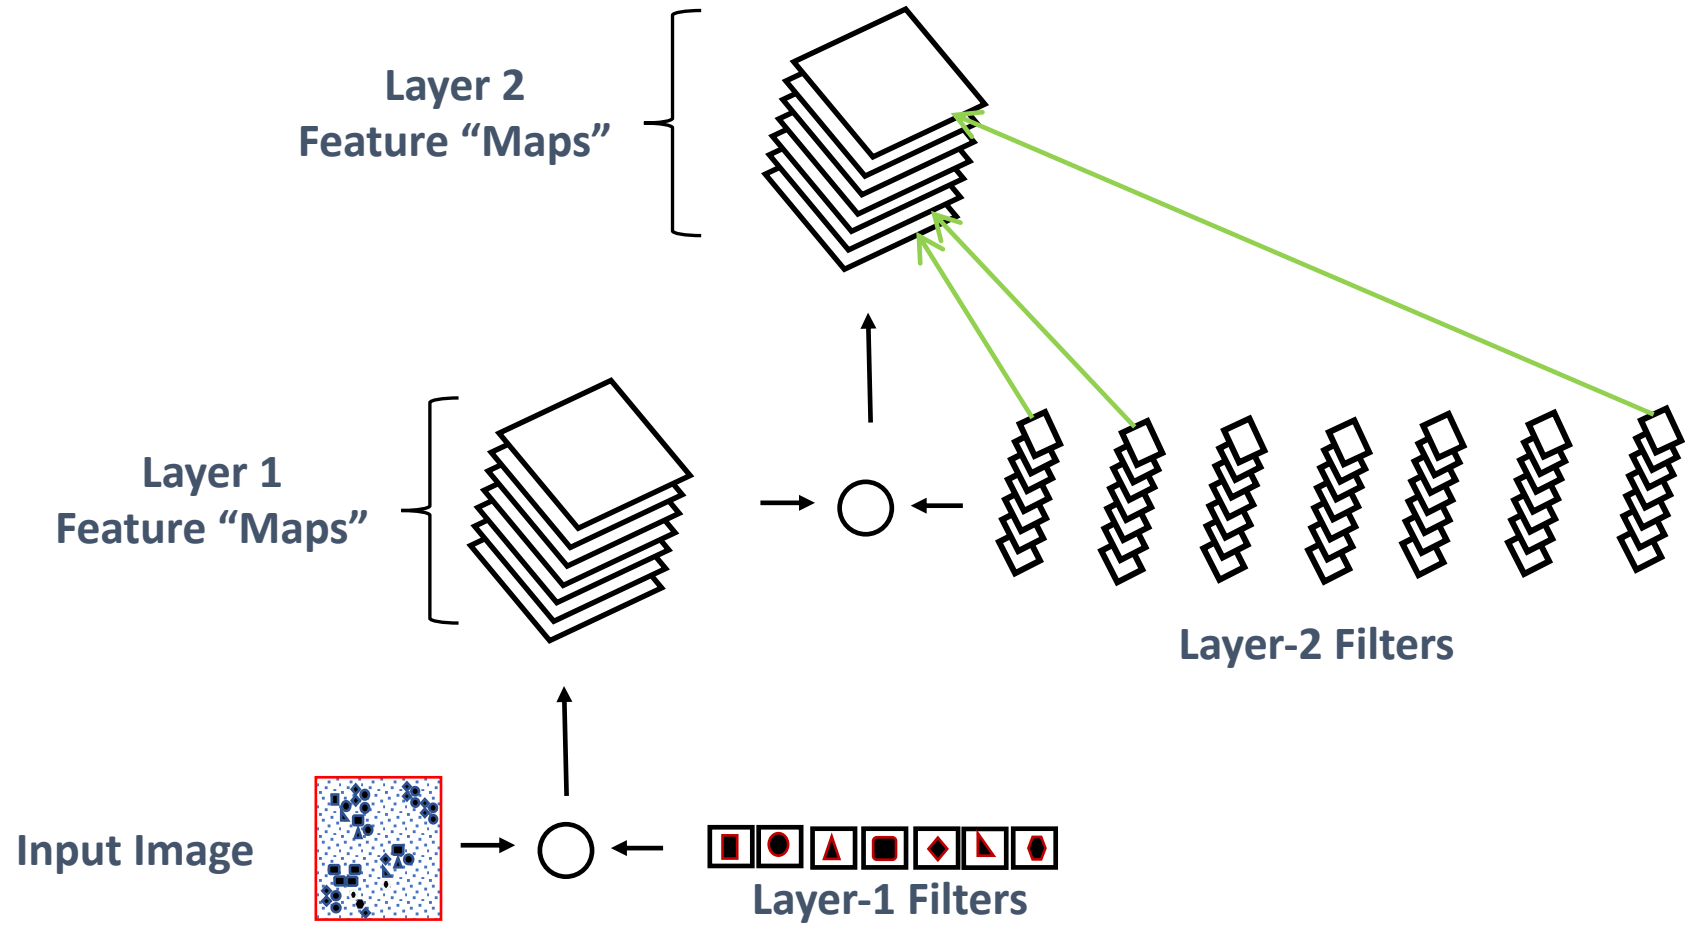 Layer 2
Feature “Maps”
Layer 1
Feature “Maps”
Layer-2 Filters
Input Image
Layer-1 Filters